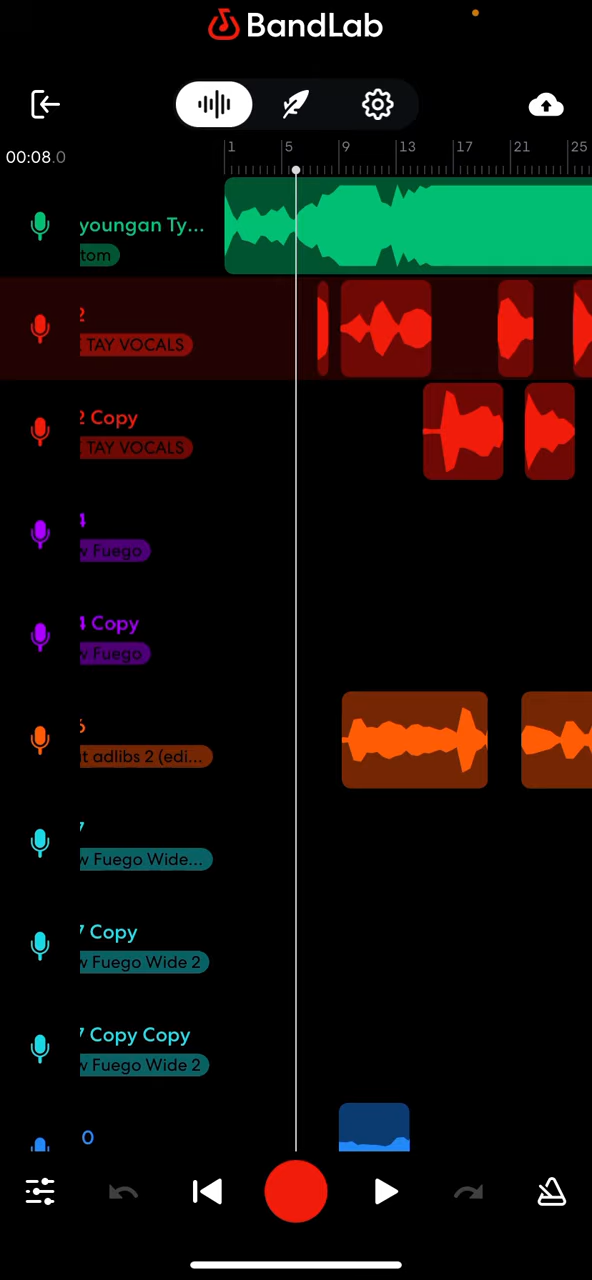 BandLab
00:08.0
1 5 9 13 17 21 25
youngan Ty...
tom
2
TAY VOCALS
2 Copy
TAY VOCALS
4
w Fuego
4 Copy
w Fuego
6
t adlibs 2 (edi...
7
w Fuego Wide...
7 Copy
w Fuego Wide 2
7 Copy Copy
w Fuego Wide 2
0